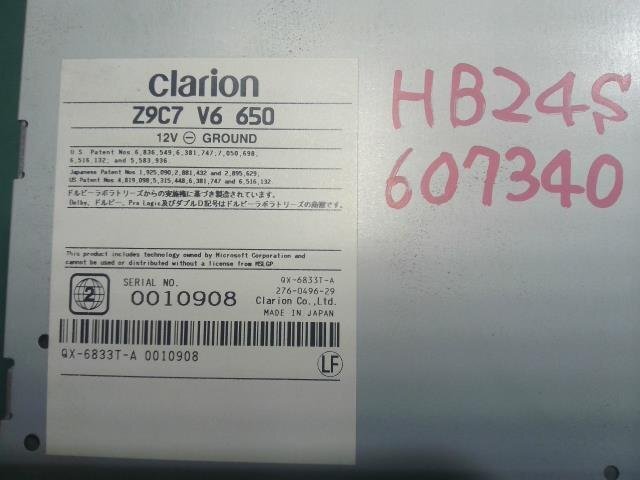 clarion
Z9C7 V6 650
12V ⊖ GROUND
U.S. Patent Nos 6,836,549,6,381,747;7,050,698,
6,516,132; and 5,583,936.
Japanese Patent Nos 1,925,090,2,881,432 and 2,895,629;
US Patent Nos 4,819,098,5,315,448,6,381,747 and 6,516,132
ドルビーラボラトリーズからの実施権に基づき製造されています。
Dolby、ドルビー、Pro Logic及びダブルD記号はドルビーラボラトリーズの商標です。
This product includes technology owned by Microsoft Corporation and
cannot be used or distributed without a license from MSLGP
2
SERIAL NO.
0010908
QX-6833T-A
276-0496-29
Clarion Co.,Ltd.
MADE IN JAPAN
QX-6833T-A 0010908
LF
HB24S
607340